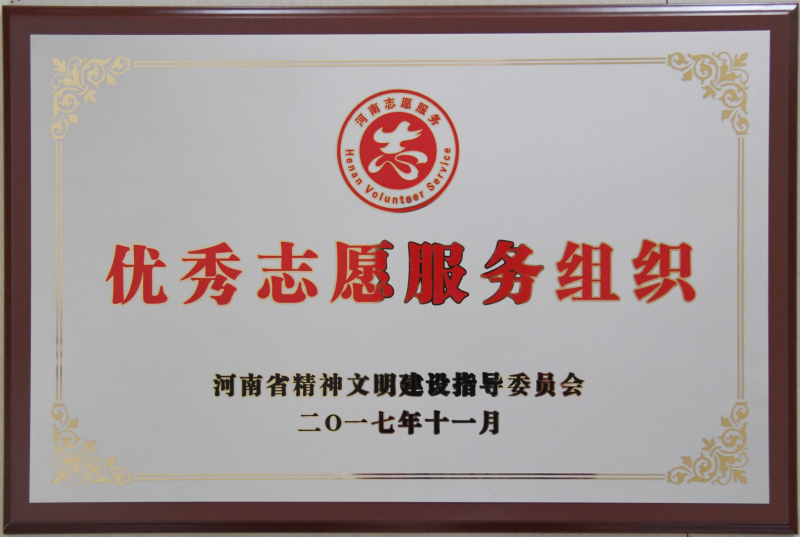 河南志愿服务
志
Henan Volunteer Service
优秀志愿服务组织
河南省精神文明建设指导委员会
二〇一七年十一月